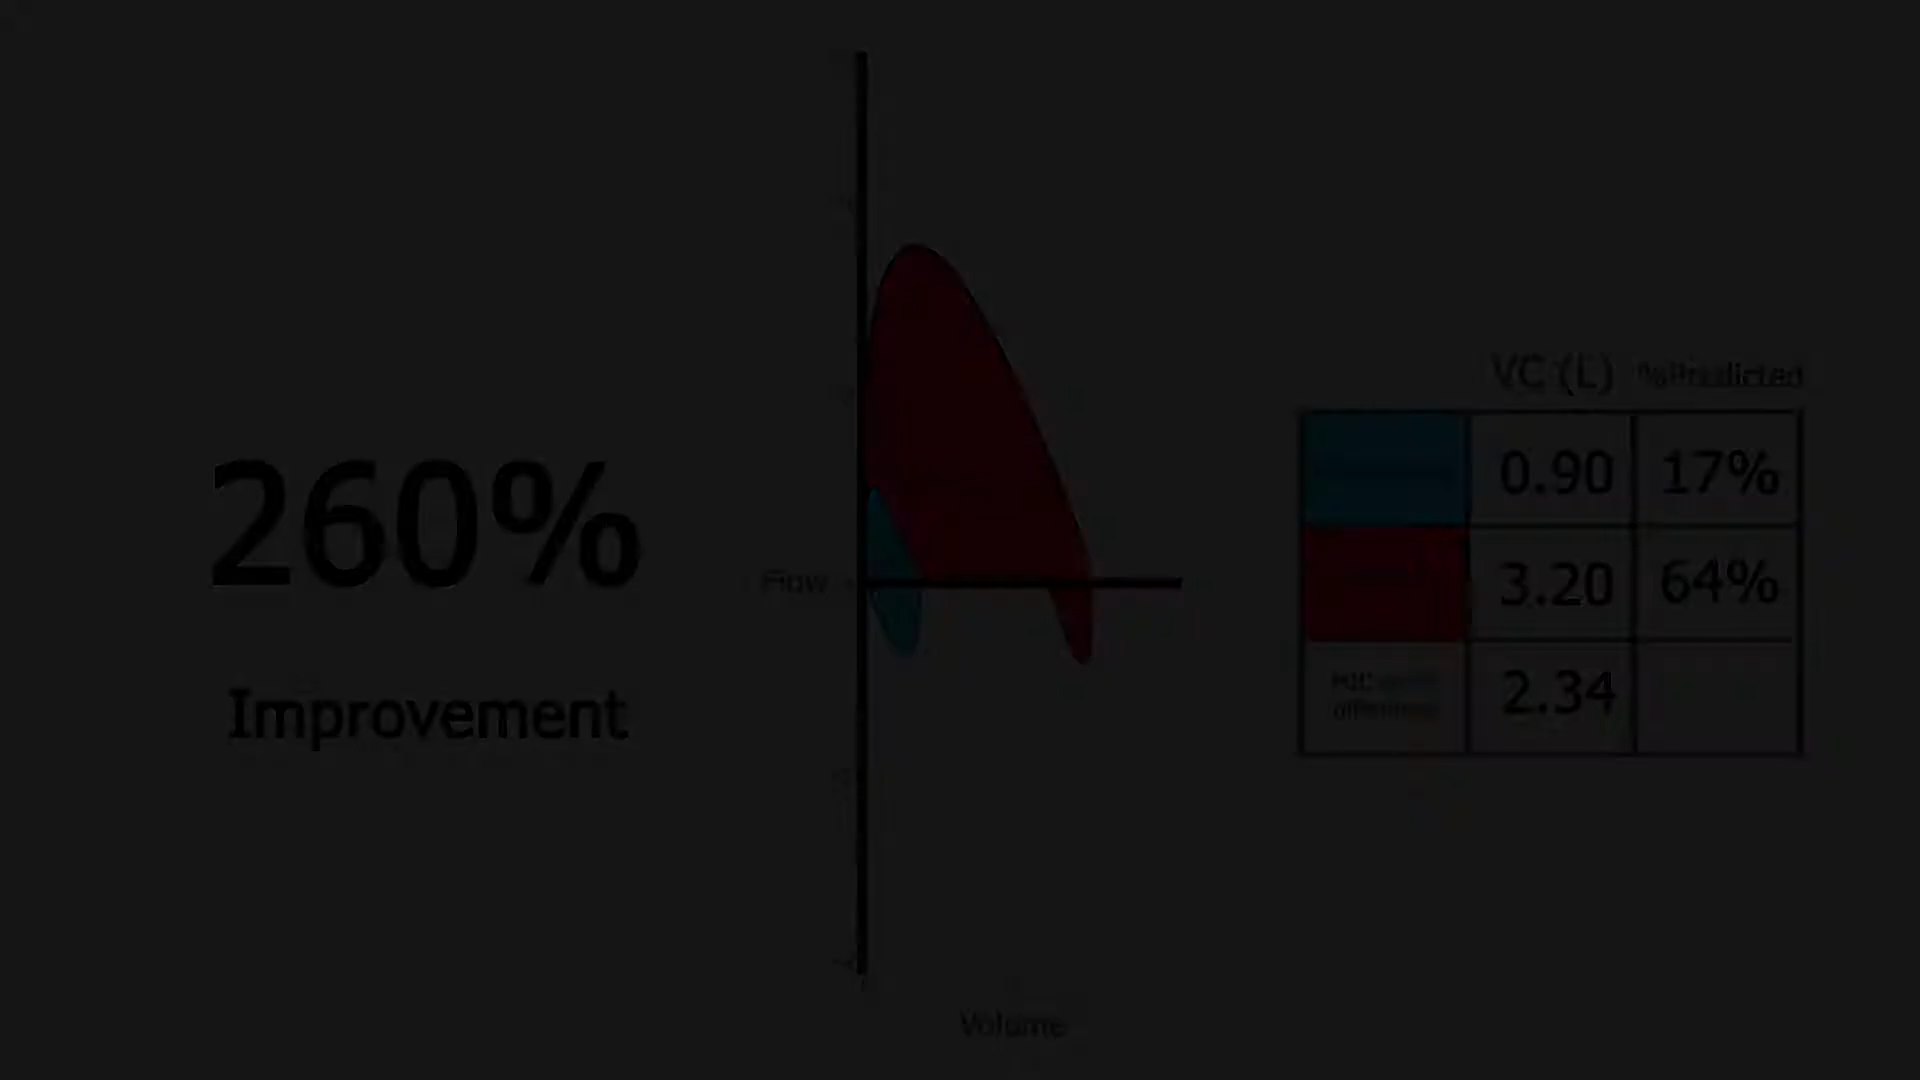 260%
Improvement
Flow
Volume
VC (L) %Predicted
0.90 17%
3.20 64%
2.34